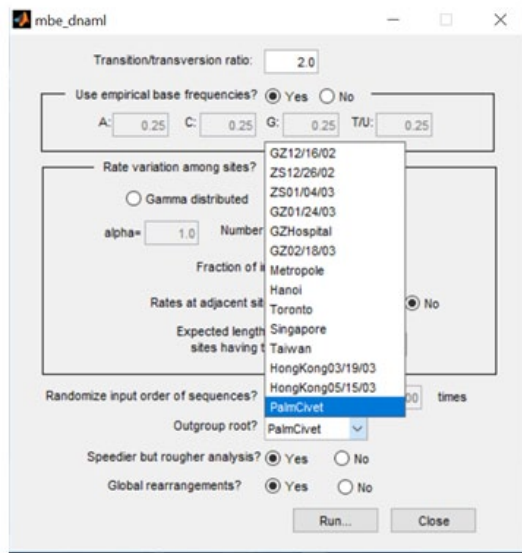 mbe_dnaml
Transition/transversion ratio: 2.0
Use empirical base frequencies? Yes No
A: 0.25 C: 0.25 G: 0.25 T/U: 0.25
Rate variation among sites?
Gamma distributed
alpha= 1.0 Number
Fraction of
Rates at adjacent No
Expected length
sites having
GZ12/16/02
ZS12/26/02
ZS01/04/03
GZ01/24/03
GZHospital
GZ02/18/03
Metropole
Hanoi
Toronto
Singapore
Taiwan
HongKong03/19/03
HongKong05/15/03
PalmCivet
Randomize input order of sequences? times
Outgroup root? PalmCivet
Speedier but rougher analysis? Yes No
Global rearrangements? Yes No
Run... Close